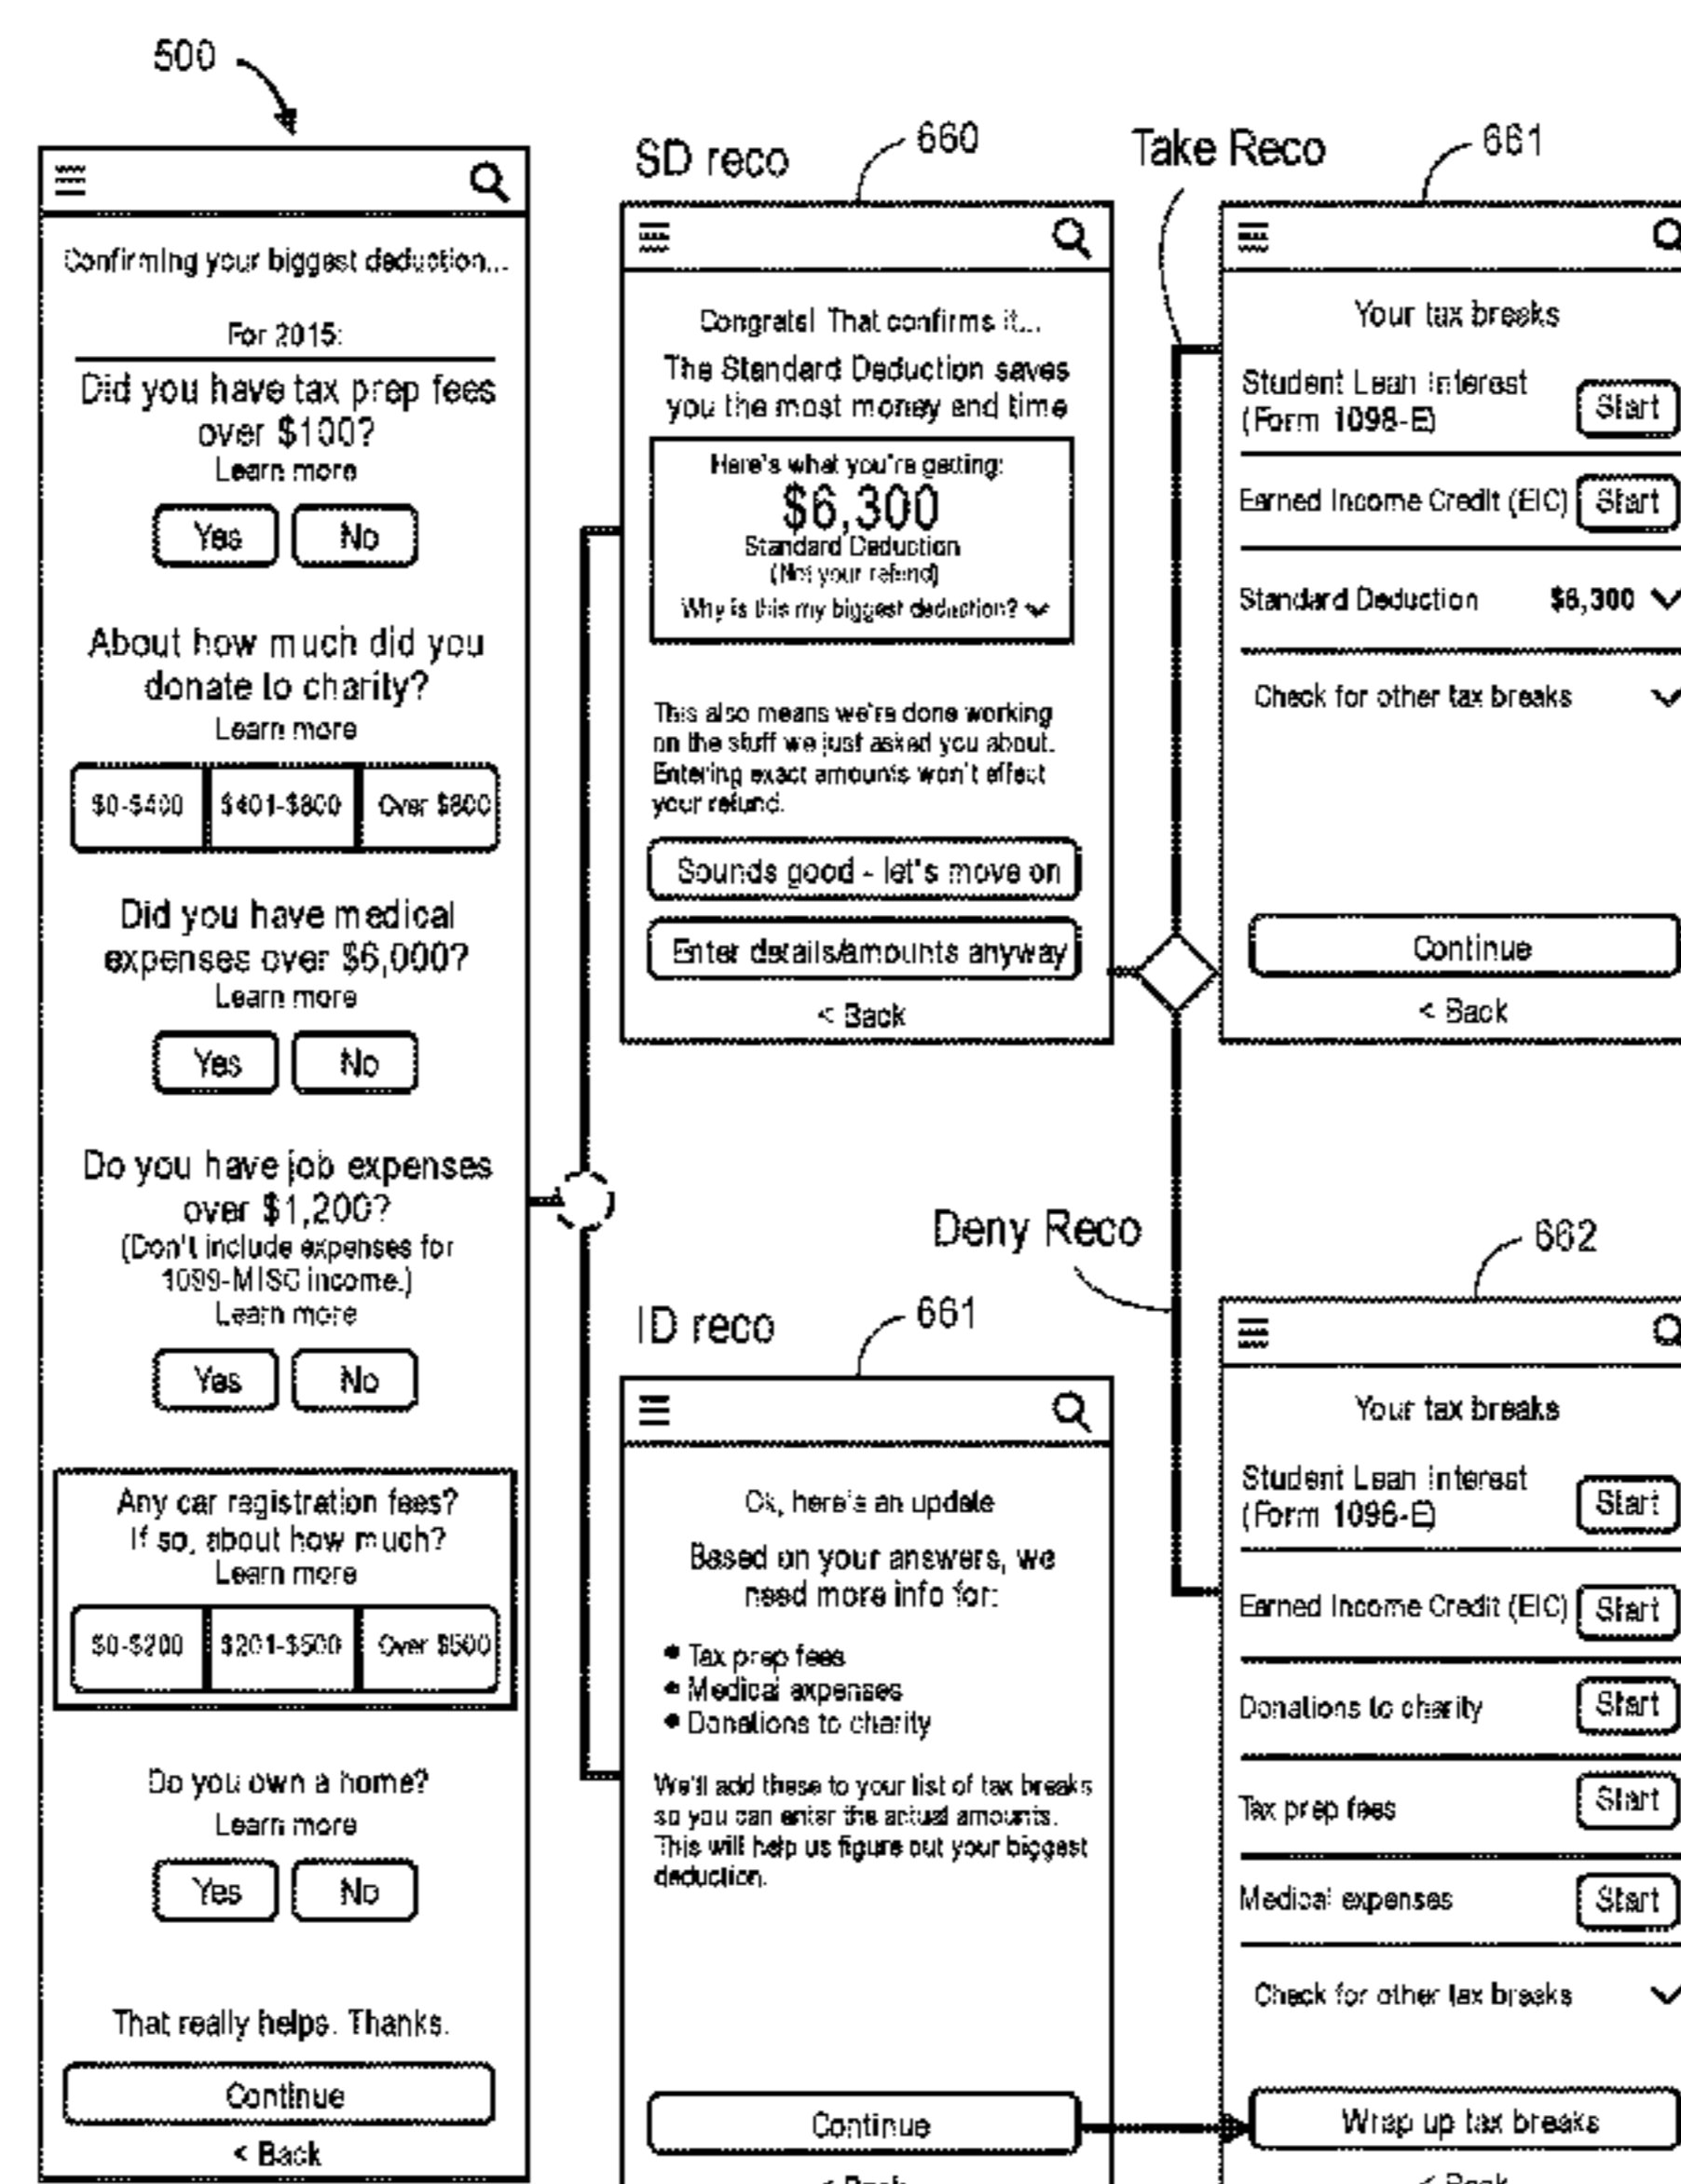 500
Confirming your biggest deduction...
For 2015:
Did you have tax prep fees
over $100?
Learn more
Yes No
About how much did you
donate to charity?
Learn more
$0-$400 $401-$800 Over $800
Did you have medical
expenses over $6,000?
Learn more
Yes No
Do you have job expenses
over $1,200?
(Don't include expenses for
1099-MISC income.)
Learn more
Yes No
Any car registration fees?
If so, about how much?
Learn more
$0-$200 $201-$500 Over $500
Do you own a home?
Learn more
Yes No
That really helps. Thanks.
Continue
< Back
SD reco
660
Congrats! That confirms it...
The Standard Deduction saves
you the most money and time
Here's what you're getting:
$6,300
Standard Deduction
(Not your refund)
Why is this my biggest deduction?
This also means we're done working
on the stuff we just asked you about.
Entering exact amounts won't effect
your refund.
Sounds good - let's move on
Enter details/amounts anyway
< Back
ID reco
661
Ok, here's an update
Based on your answers, we
need more info for:
• Tax prep fees
• Medical expenses
• Donations to charity
We'll add these to your list of tax breaks
so you can enter the actual amounts.
This will help us figure out your biggest
deduction.
Continue
< Back
Take Reco
661
Your tax breaks
Student Loan Interest
(Form 1098-E) Start
Earned Income Credit (EIC) Start
Standard Deduction $6,300
Check for other tax breaks
Continue
< Back
Deny Reco
662
Your tax breaks
Student Loan Interest
(Form 1098-E) Start
Earned Income Credit (EIC) Start
Donations to charity Start
Tax prep fees Start
Medical expenses Start
Check for other tax breaks
Wrap up tax breaks
< Back